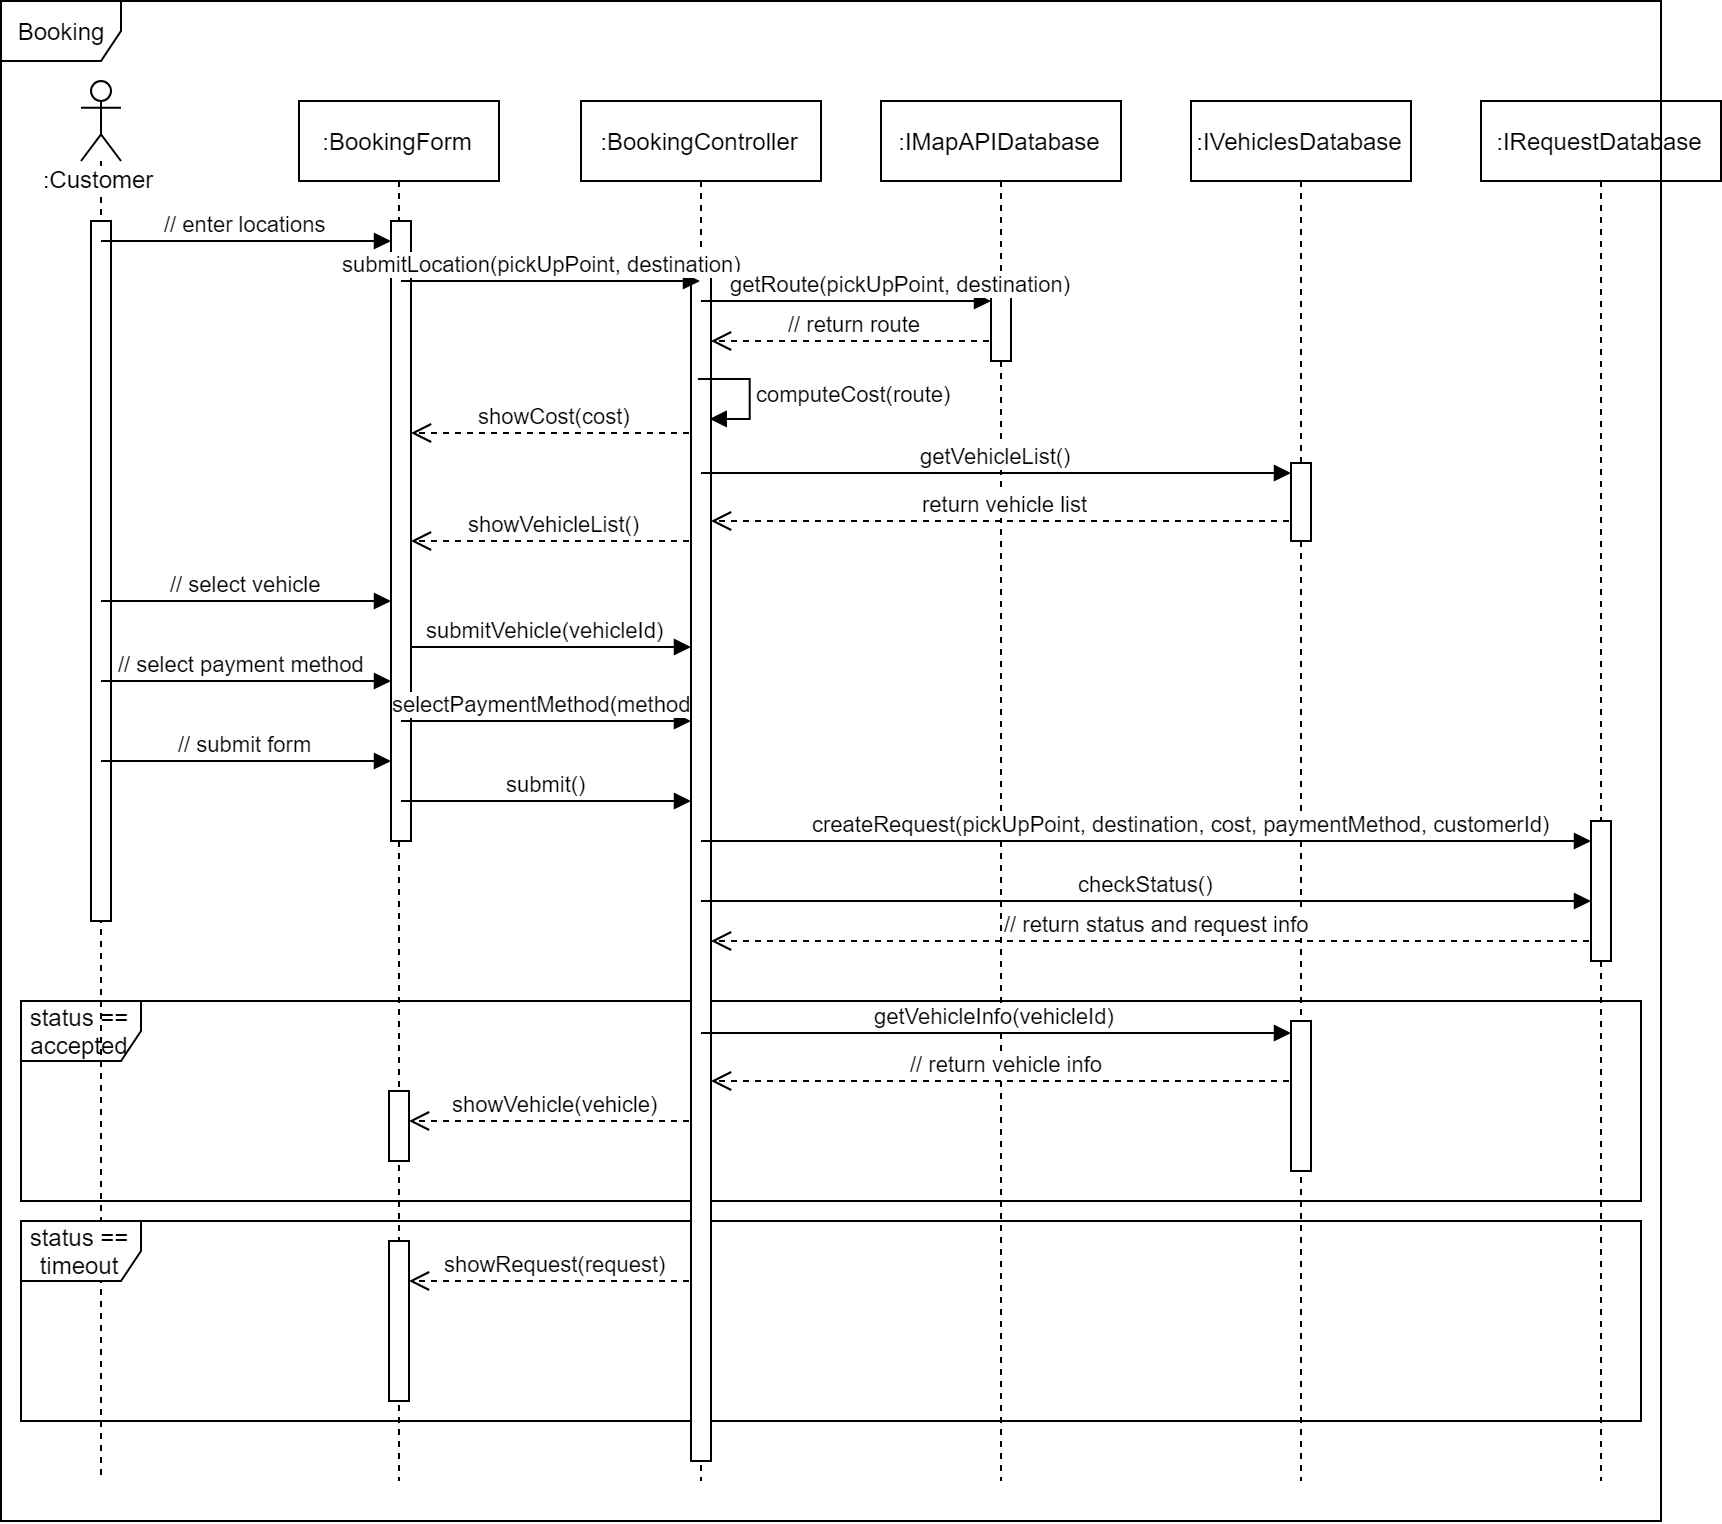 Booking
:Customer
:BookingForm
:BookingController
:IMapAPIDatabase
:IVehiclesDatabase
:IRequestDatabase
// enter locations
submitLocation(pickUpPoint, destination)
getRoute(pickUpPoint, destination)
// return route
computeCost(route)
showCost(cost)
getVehicleList()
return vehicle list
showVehicleList()
// select vehicle
submitVehicle(vehicleId)
// select payment method
selectPaymentMethod(method
// submit form
submit()
createRequest(pickUpPoint, destination, cost, paymentMethod, customerId)
checkStatus()
// return status and request info
status ==
accepted
getVehicleInfo(vehicleId)
// return vehicle info
showVehicle(vehicle)
status ==
timeout
showRequest(request)